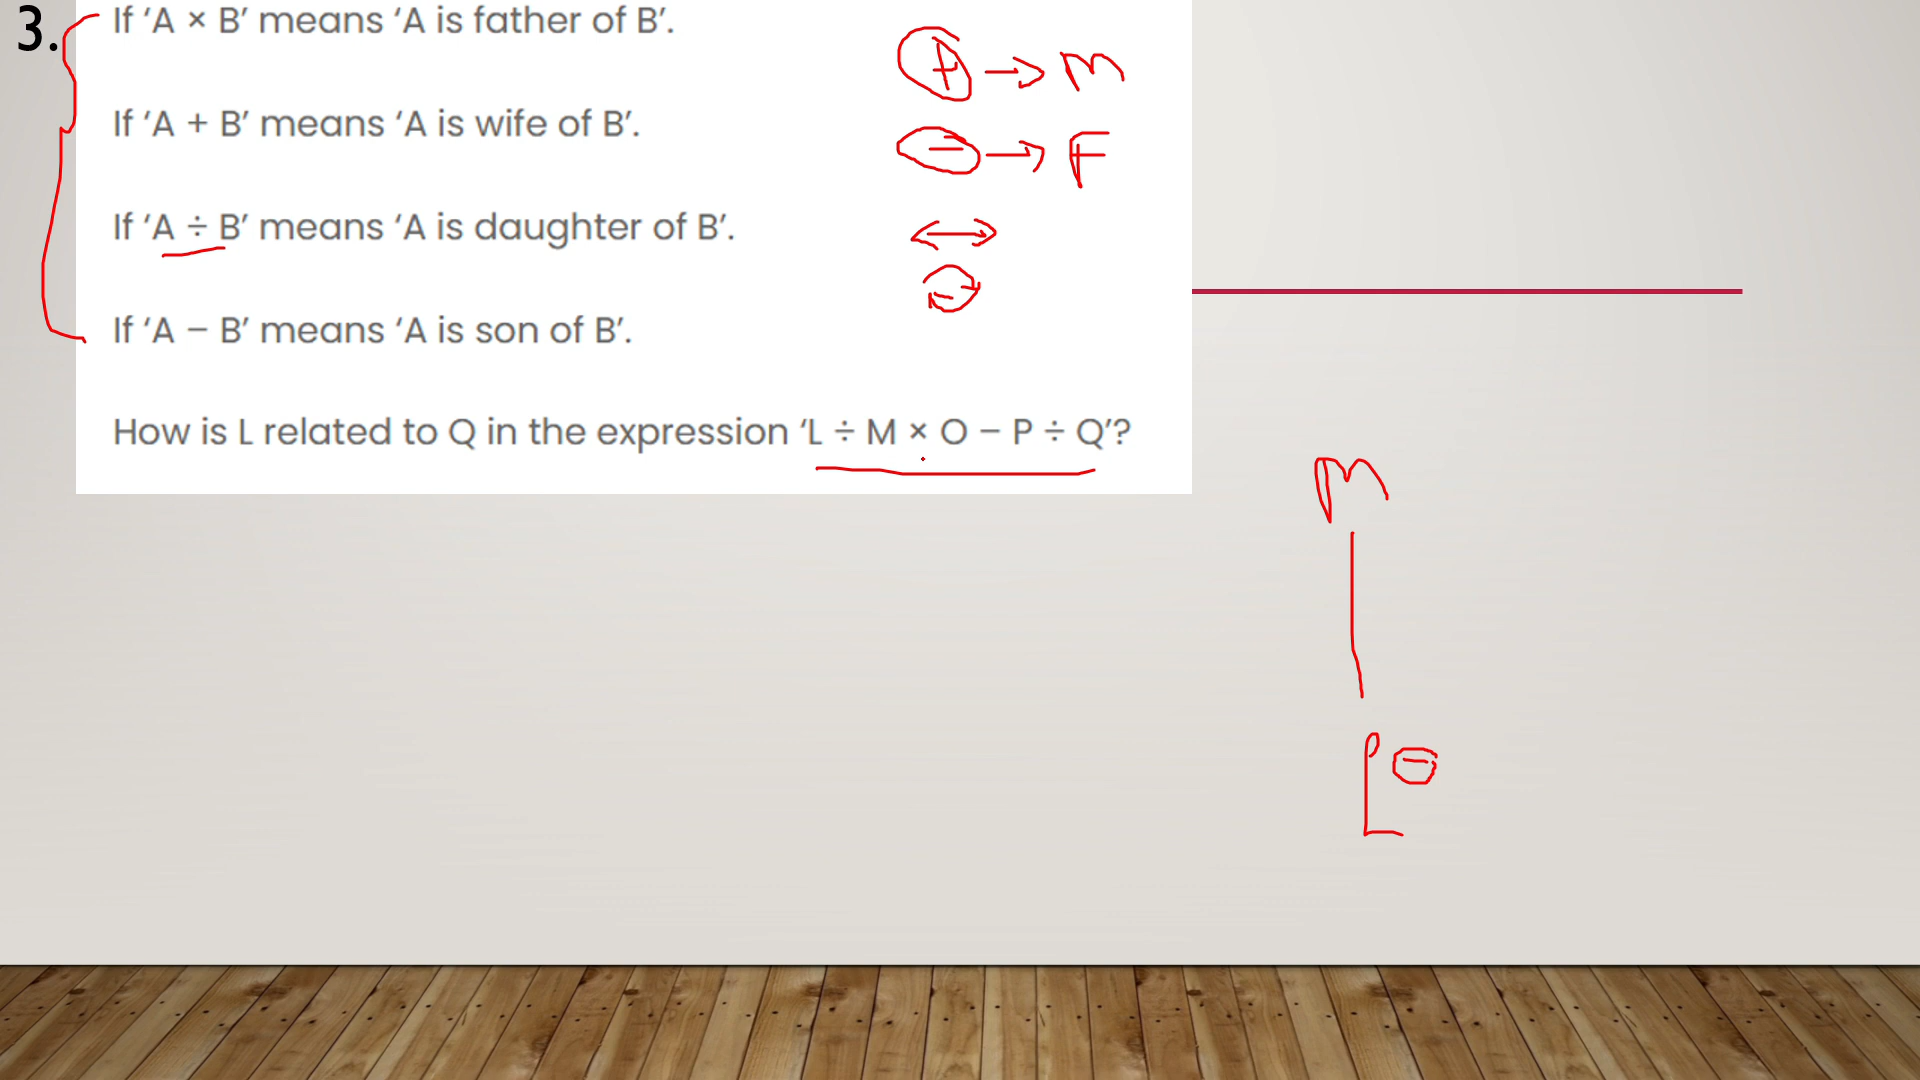 3.
If ‘A × B’ means ‘A is father of B’.
If ‘A + B’ means ‘A is wife of B’.
If ‘A ÷ B’ means ‘A is daughter of B’.
If ‘A – B’ means ‘A is son of B’.
How is L related to Q in the expression ‘L ÷ M × O – P ÷ Q’?
+ → M
– → F
M
L –